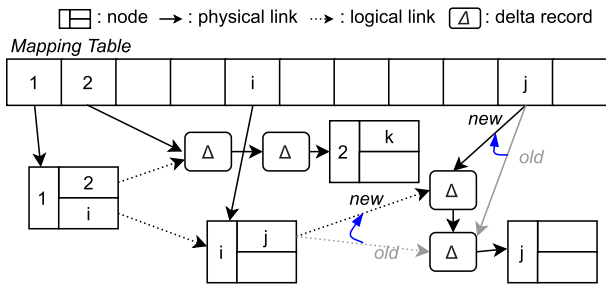 : node : physical link : logical link Δ : delta record
Mapping Table
1 2 i j
new
old
Δ Δ 2 k
1 2
i
new
Δ
i j
old
Δ j